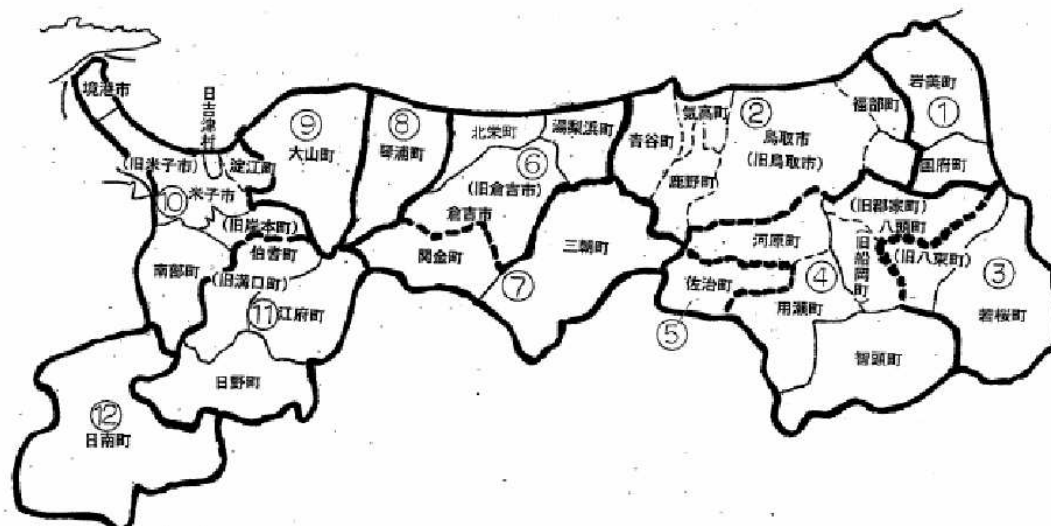 境港市
日吉津村
(旧米子市)
淀江町
⑩
米子市
(旧岸本町)
伯耆町
南部町
(旧溝口町)
⑪
江府町
日野町
⑫
日南町
⑨
大山町
⑧
琴浦町
北栄町
湯梨浜町
⑥
(旧倉吉市)
倉吉市
関金町
⑦
三朝町
青谷町
気高町
鹿野町
②
鳥取市
(旧鳥取市)
福部町
岩美町
①
国府町
(旧郡家町)
八頭町
(旧八東町)
旧船岡町
河原町
佐治町
④
用瀬町
⑤
③
若桜町
智頭町